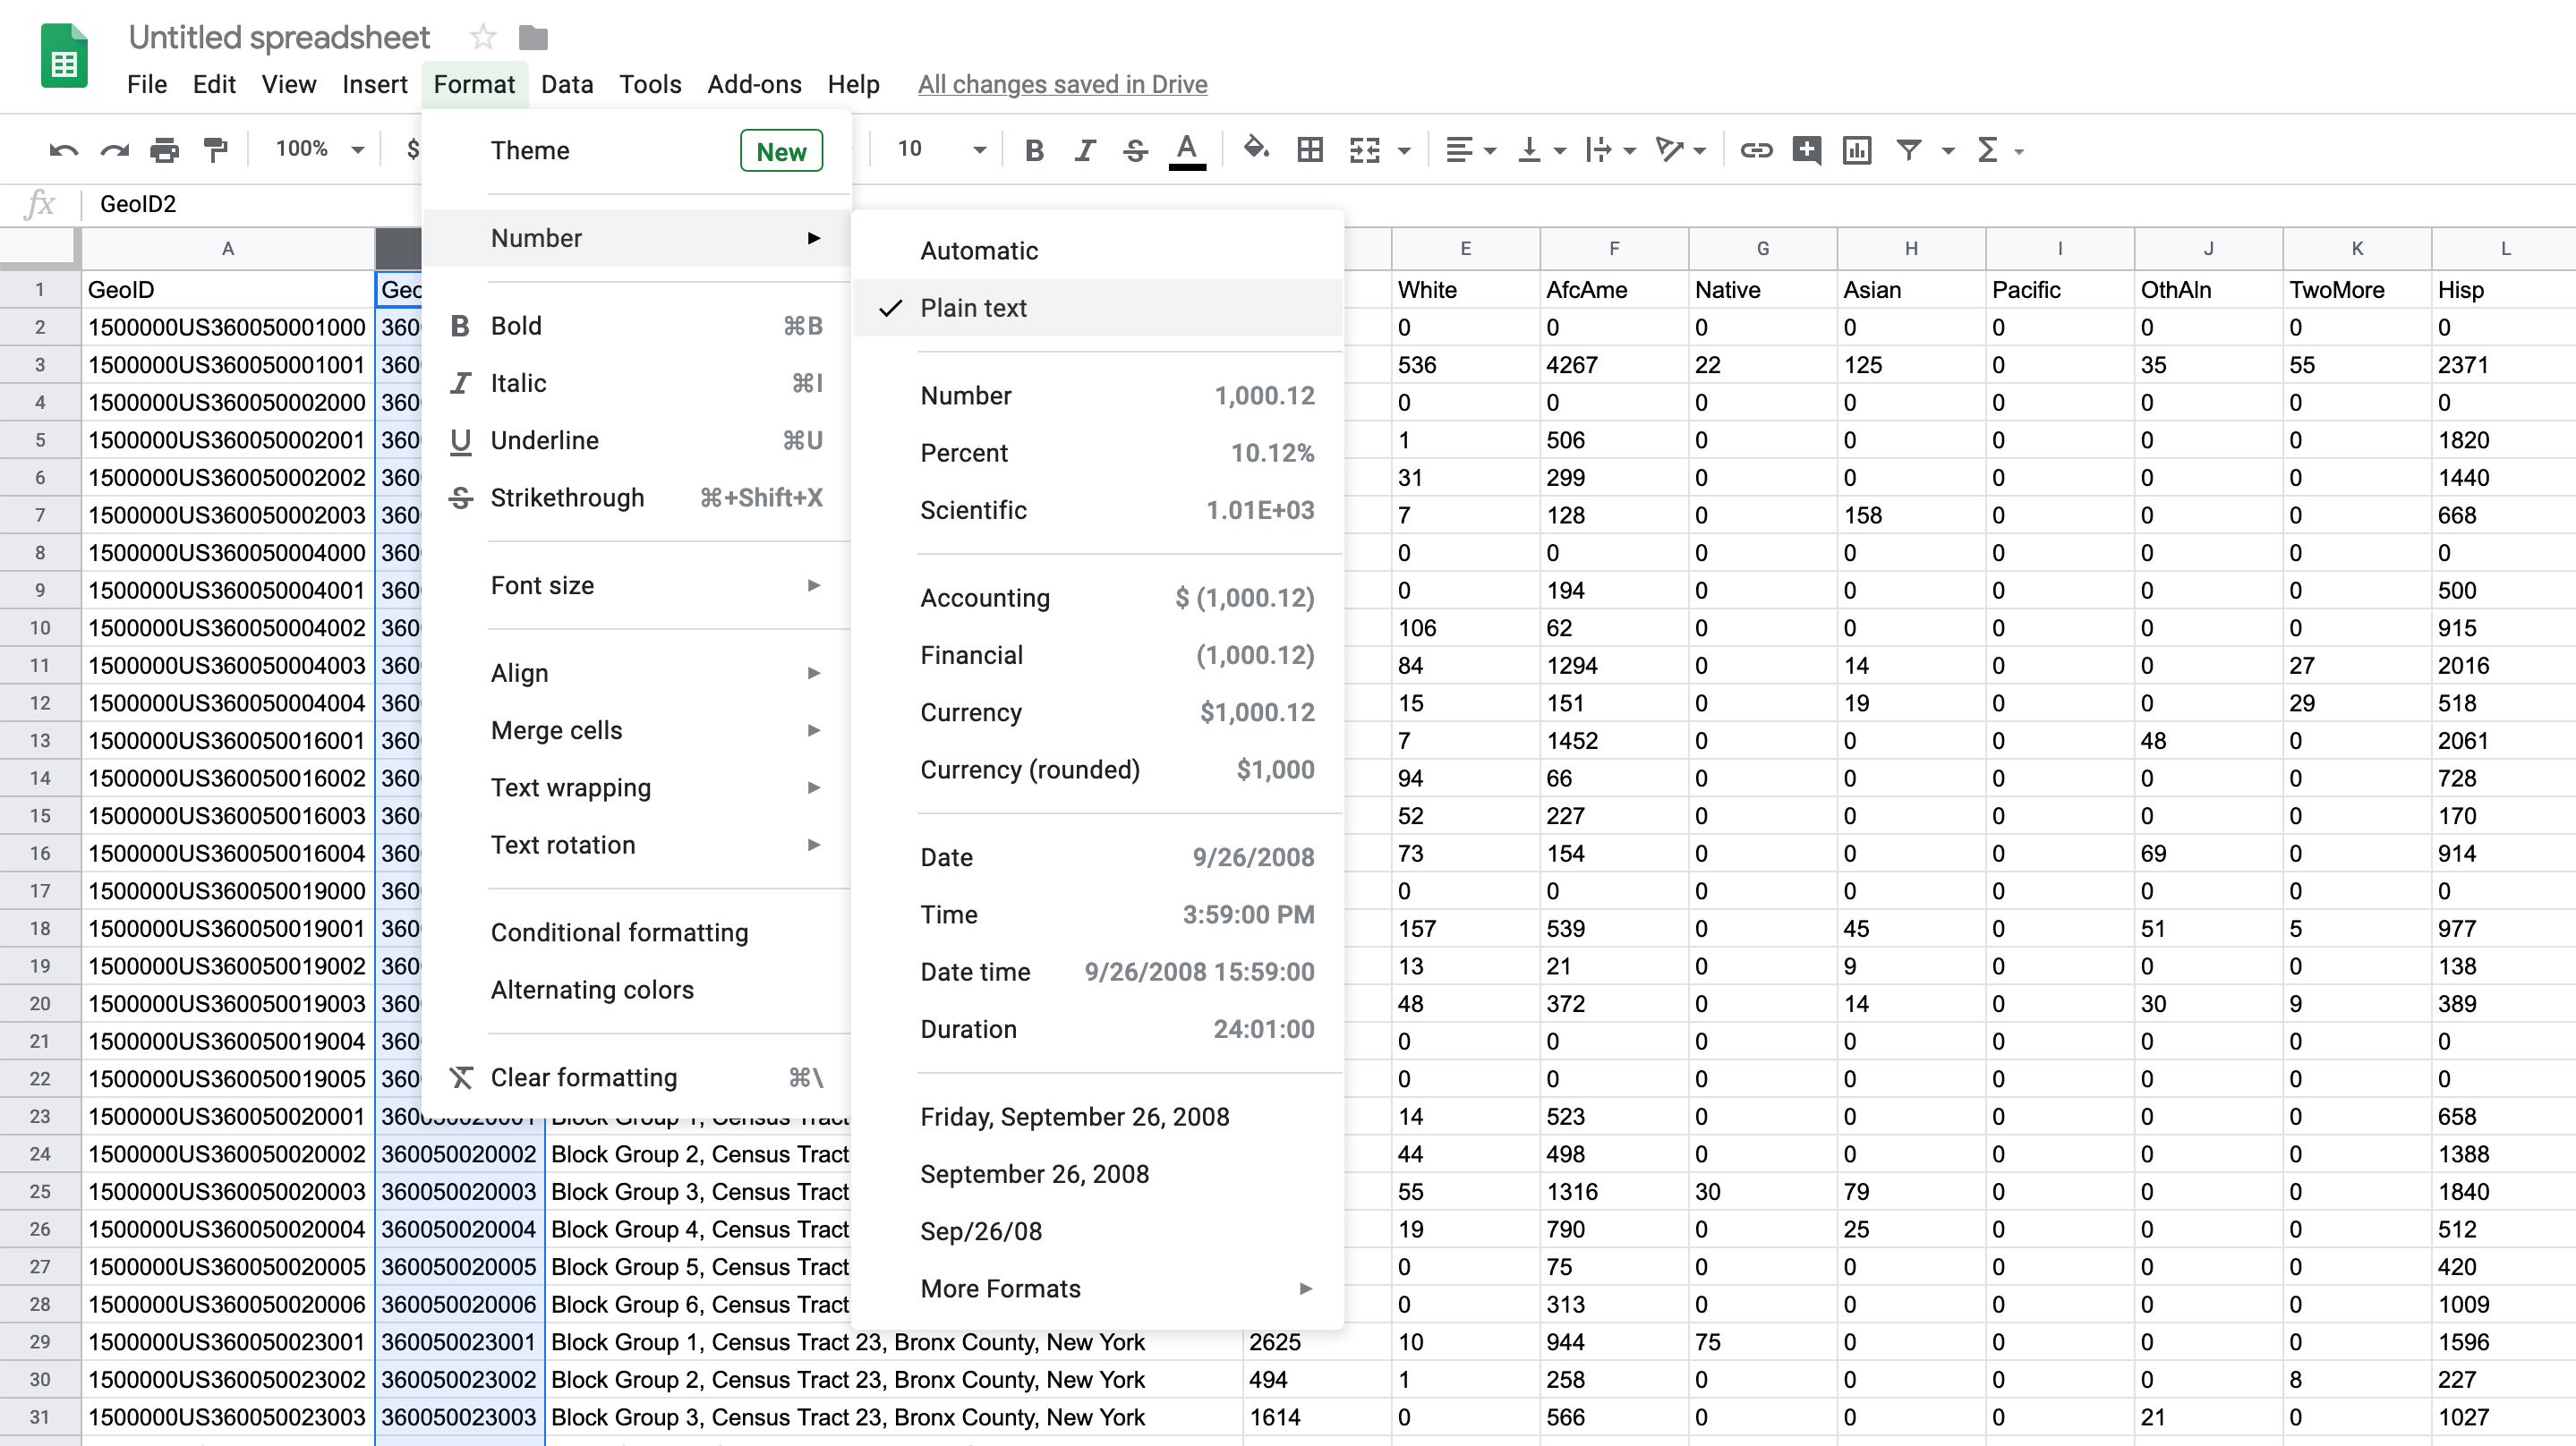 Untitled spreadsheet
File Edit View Insert Format Data Tools Add-ons Help All changes saved in Drive
100% $ 10 B I S A
fx GeoID2
Theme New
Number
Bold ⌘B
Italic ⌘I
Underline ⌘U
Strikethrough ⌘+Shift+X
Font size
Align
Merge cells
Text wrapping
Text rotation
Conditional formatting
Alternating colors
Clear formatting ⌘\
Automatic
Plain text
Number 1,000.12
Percent 10.12%
Scientific 1.01E+03
Accounting $ (1,000.12)
Financial (1,000.12)
Currency $1,000.12
Currency (rounded) $1,000
Date 9/26/2008
Time 3:59:00 PM
Date time 9/26/2008 15:59:00
Duration 24:01:00
Friday, September 26, 2008
September 26, 2008
Sep/26/08
More Formats
A E F G H I J K L
1 GeoID White AfcAme Native Asian Pacific OthAln TwoMore Hisp
2 1500000US360050001000 360 0 0 0 0 0 0 0 0
3 1500000US360050001001 360 536 4267 22 125 0 35 55 2371
4 1500000US360050002000 360 0 0 0 0 0 0 0 0
5 1500000US360050002001 360 1 506 0 0 0 0 0 1820
6 1500000US360050002002 360 31 299 0 0 0 0 0 1440
7 1500000US360050002003 360 7 128 0 158 0 0 0 668
8 1500000US360050004000 360 0 0 0 0 0 0 0 0
9 1500000US360050004001 360 0 194 0 0 0 0 0 500
10 1500000US360050004002 360 106 62 0 0 0 0 0 915
11 1500000US360050004003 360 84 1294 0 14 0 0 27 2016
12 1500000US360050004004 360 15 151 0 19 0 0 29 518
13 1500000US360050016001 360 7 1452 0 0 0 48 0 2061
14 1500000US360050016002 360 94 66 0 0 0 0 0 728
15 1500000US360050016003 360 52 227 0 0 0 0 0 170
16 1500000US360050016004 360 73 154 0 0 0 69 0 914
17 1500000US360050019000 360 0 0 0 0 0 0 0 0
18 1500000US360050019001 360 157 539 0 45 0 51 5 977
19 1500000US360050019002 360 13 21 0 9 0 0 0 138
20 1500000US360050019003 360 48 372 0 14 0 30 9 389
21 1500000US360050019004 360 0 0 0 0 0 0 0 0
22 1500000US360050019005 360 0 0 0 0 0 0 0 0
23 1500000US360050020001 360050020001 Block Group 1, Census Tract 14 523 0 0 0 0 0 658
24 1500000US360050020002 360050020002 Block Group 2, Census Tract 44 498 0 0 0 0 0 1388
25 1500000US360050020003 360050020003 Block Group 3, Census Tract 55 1316 30 79 0 0 0 1840
26 1500000US360050020004 360050020004 Block Group 4, Census Tract 19 790 0 25 0 0 0 512
27 1500000US360050020005 360050020005 Block Group 5, Census Tract 0 75 0 0 0 0 0 420
28 1500000US360050020006 360050020006 Block Group 6, Census Tract 0 313 0 0 0 0 0 1009
29 1500000US360050023001 360050023001 Block Group 1, Census Tract 23, Bronx County, New York 2625 10 944 75 0 0 0 0 1596
30 1500000US360050023002 360050023002 Block Group 2, Census Tract 23, Bronx County, New York 494 1 258 0 0 0 0 8 227
31 1500000US360050023003 360050023003 Block Group 3, Census Tract 23, Bronx County, New York 1614 0 566 0 0 0 21 0 1027